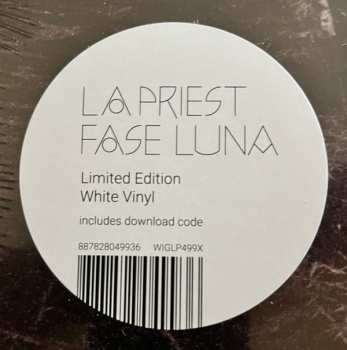 LA PRIEST
FASE LUNA
Limited Edition
White Vinyl
includes download code
887828049936 WIGLP499X